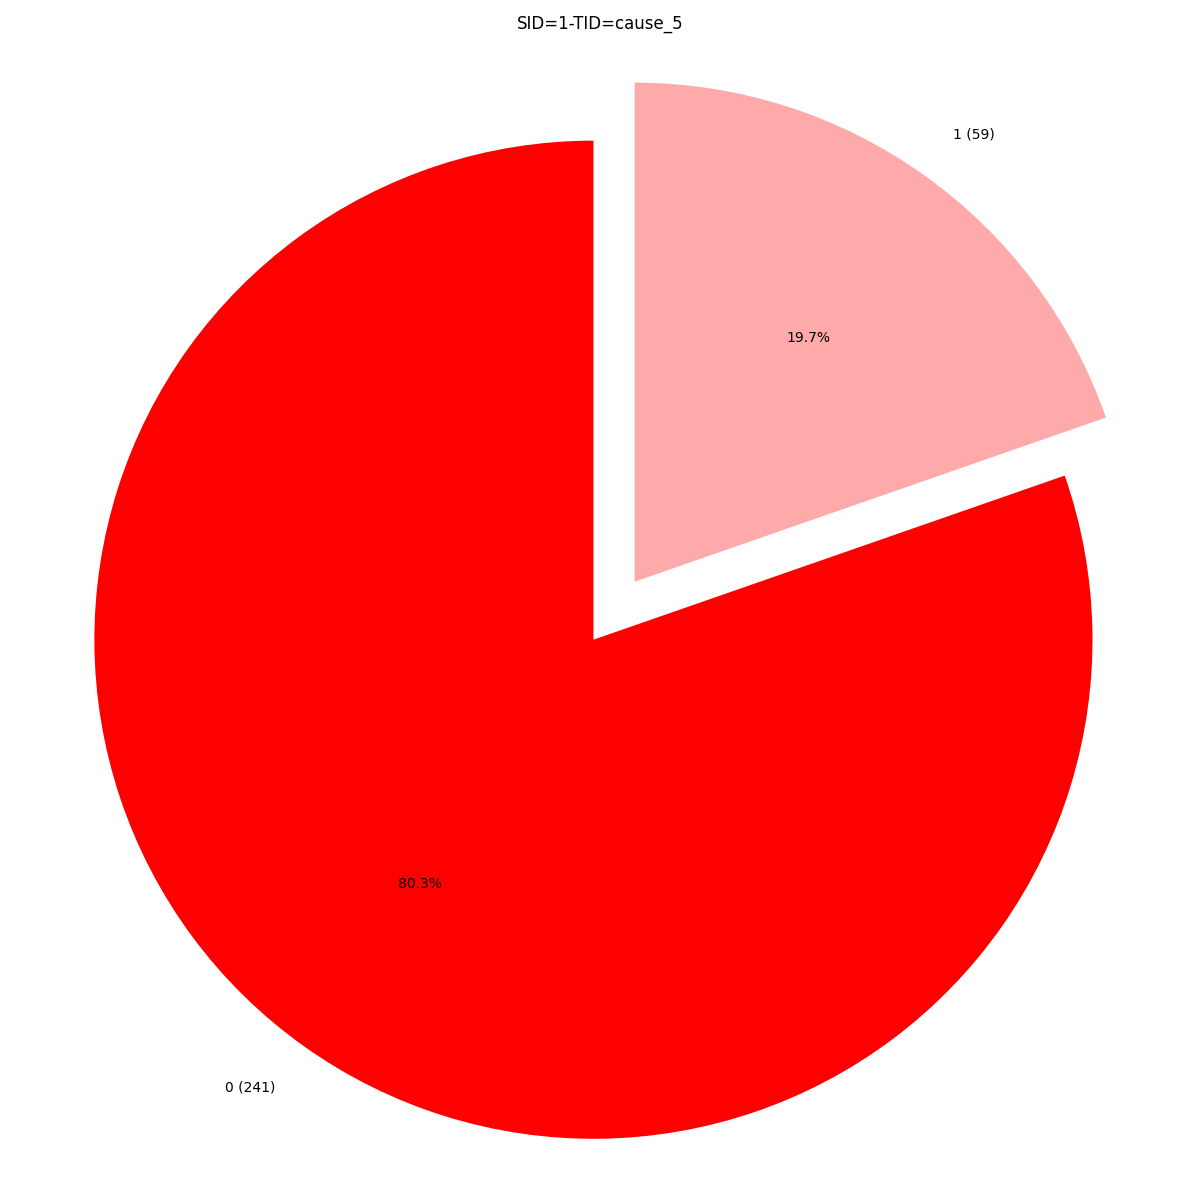 SID=1-TID=cause_5
1 (59)
19.7%
80.3%
0 (241)